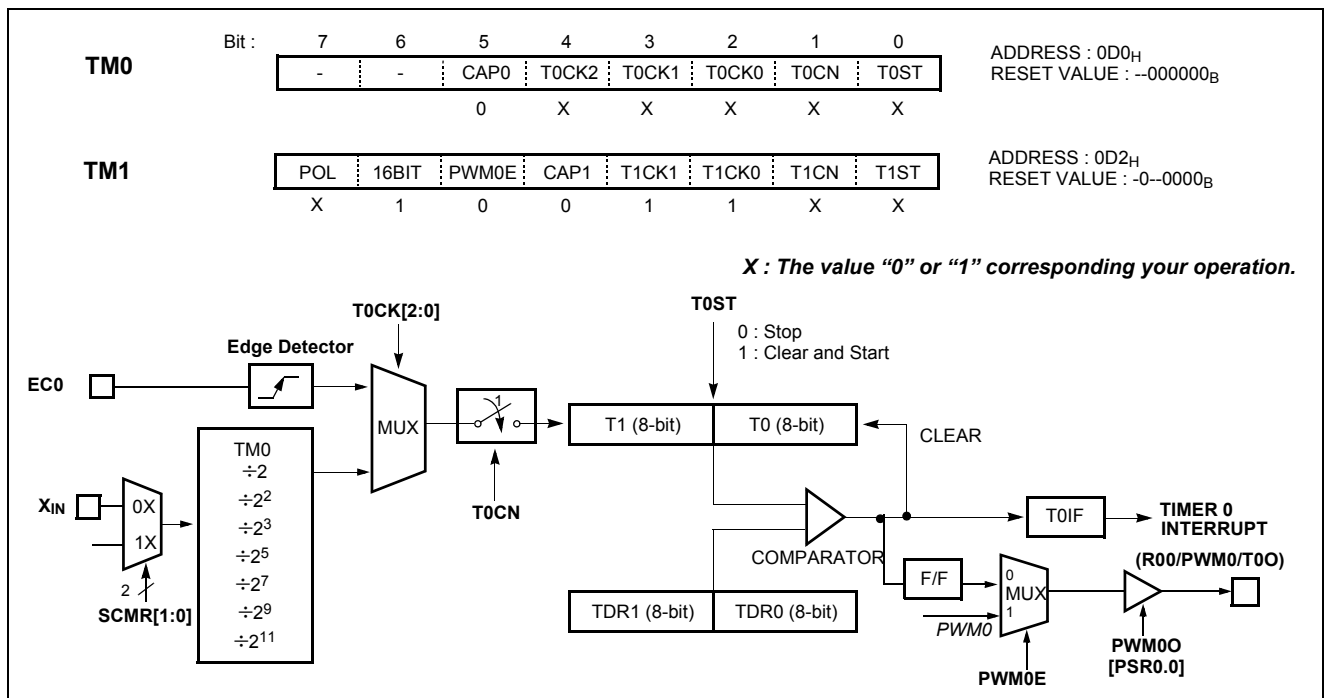 Bit : 7 6 5 4 3 2 1 0
TM0 - - CAP0 T0CK2 T0CK1 T0CK0 T0CN T0ST
0 X X X X X
ADDRESS : 0D0H
RESET VALUE : --000000B
TM1 POL 16BIT PWM0E CAP1 T1CK1 T1CK0 T1CN T1ST
X 1 0 0 1 1 X X
ADDRESS : 0D2H
RESET VALUE : -0--0000B
X : The value “0” or “1” corresponding your operation.
T0CK[2:0]
T0ST
0 : Stop
1 : Clear and Start
Edge Detector
EC0
MUX
1
T0CN
T1 (8-bit) T0 (8-bit)
CLEAR
TM0
÷2
÷2²
÷2³
÷2⁵
÷2⁷
÷2⁹
÷2¹¹
XIN
0X
1X
2
SCMR[1:0]
COMPARATOR
T0IF
TIMER 0
INTERRUPT
TDR1 (8-bit) TDR0 (8-bit)
F/F
0
MUX
1
PWM0
PWM0E
(R00/PWM0/T0O)
PWM0O
[PSR0.0]